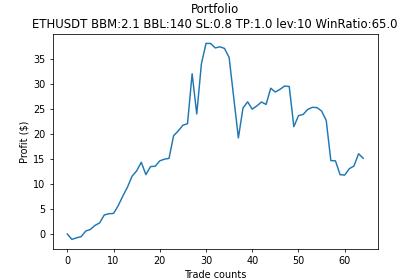 Portfolio
ETHUSDT BBM:2.1 BBL:140 SL:0.8 TP:1.0 lev:10 WinRatio:65.0
35
30
25
20
15
10
5
0
Profit ($)
0 10 20 30 40 50 60
Trade counts